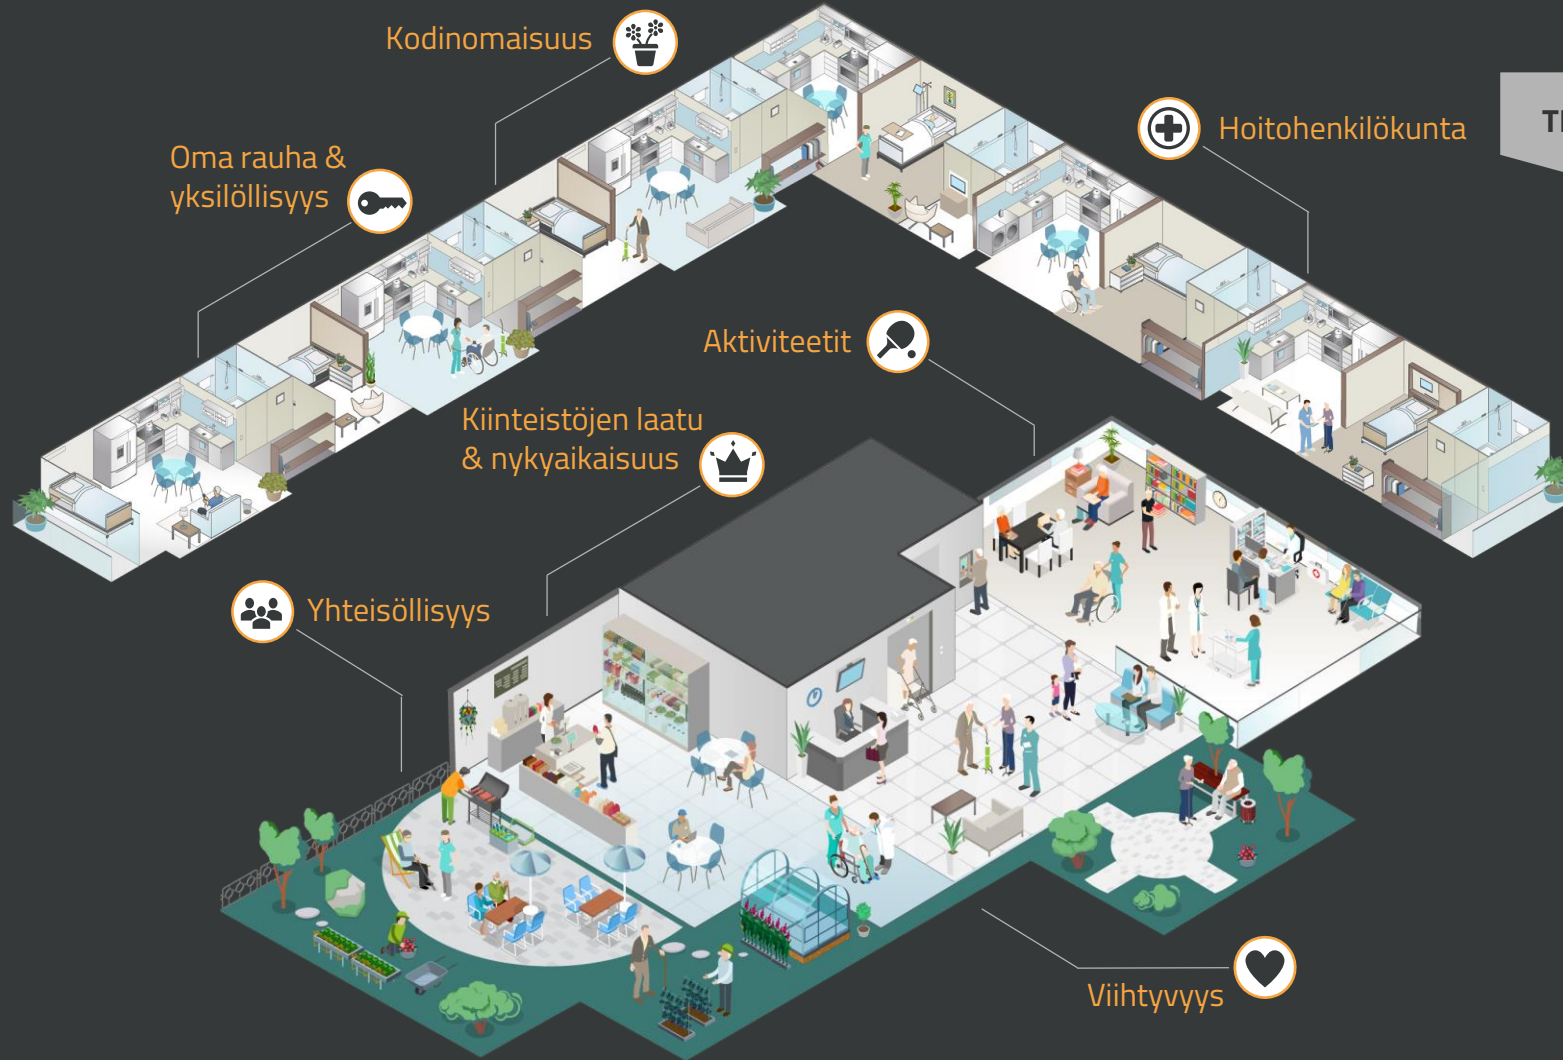 Kodinomaisuus
Hoitohenkilökunta
Oma rauha &
yksilöllisyys
Aktiviteetit
Kiinteistöjen laatu
& nykyaikaisuus
Yhteisöllisyys
Viihtyvyys